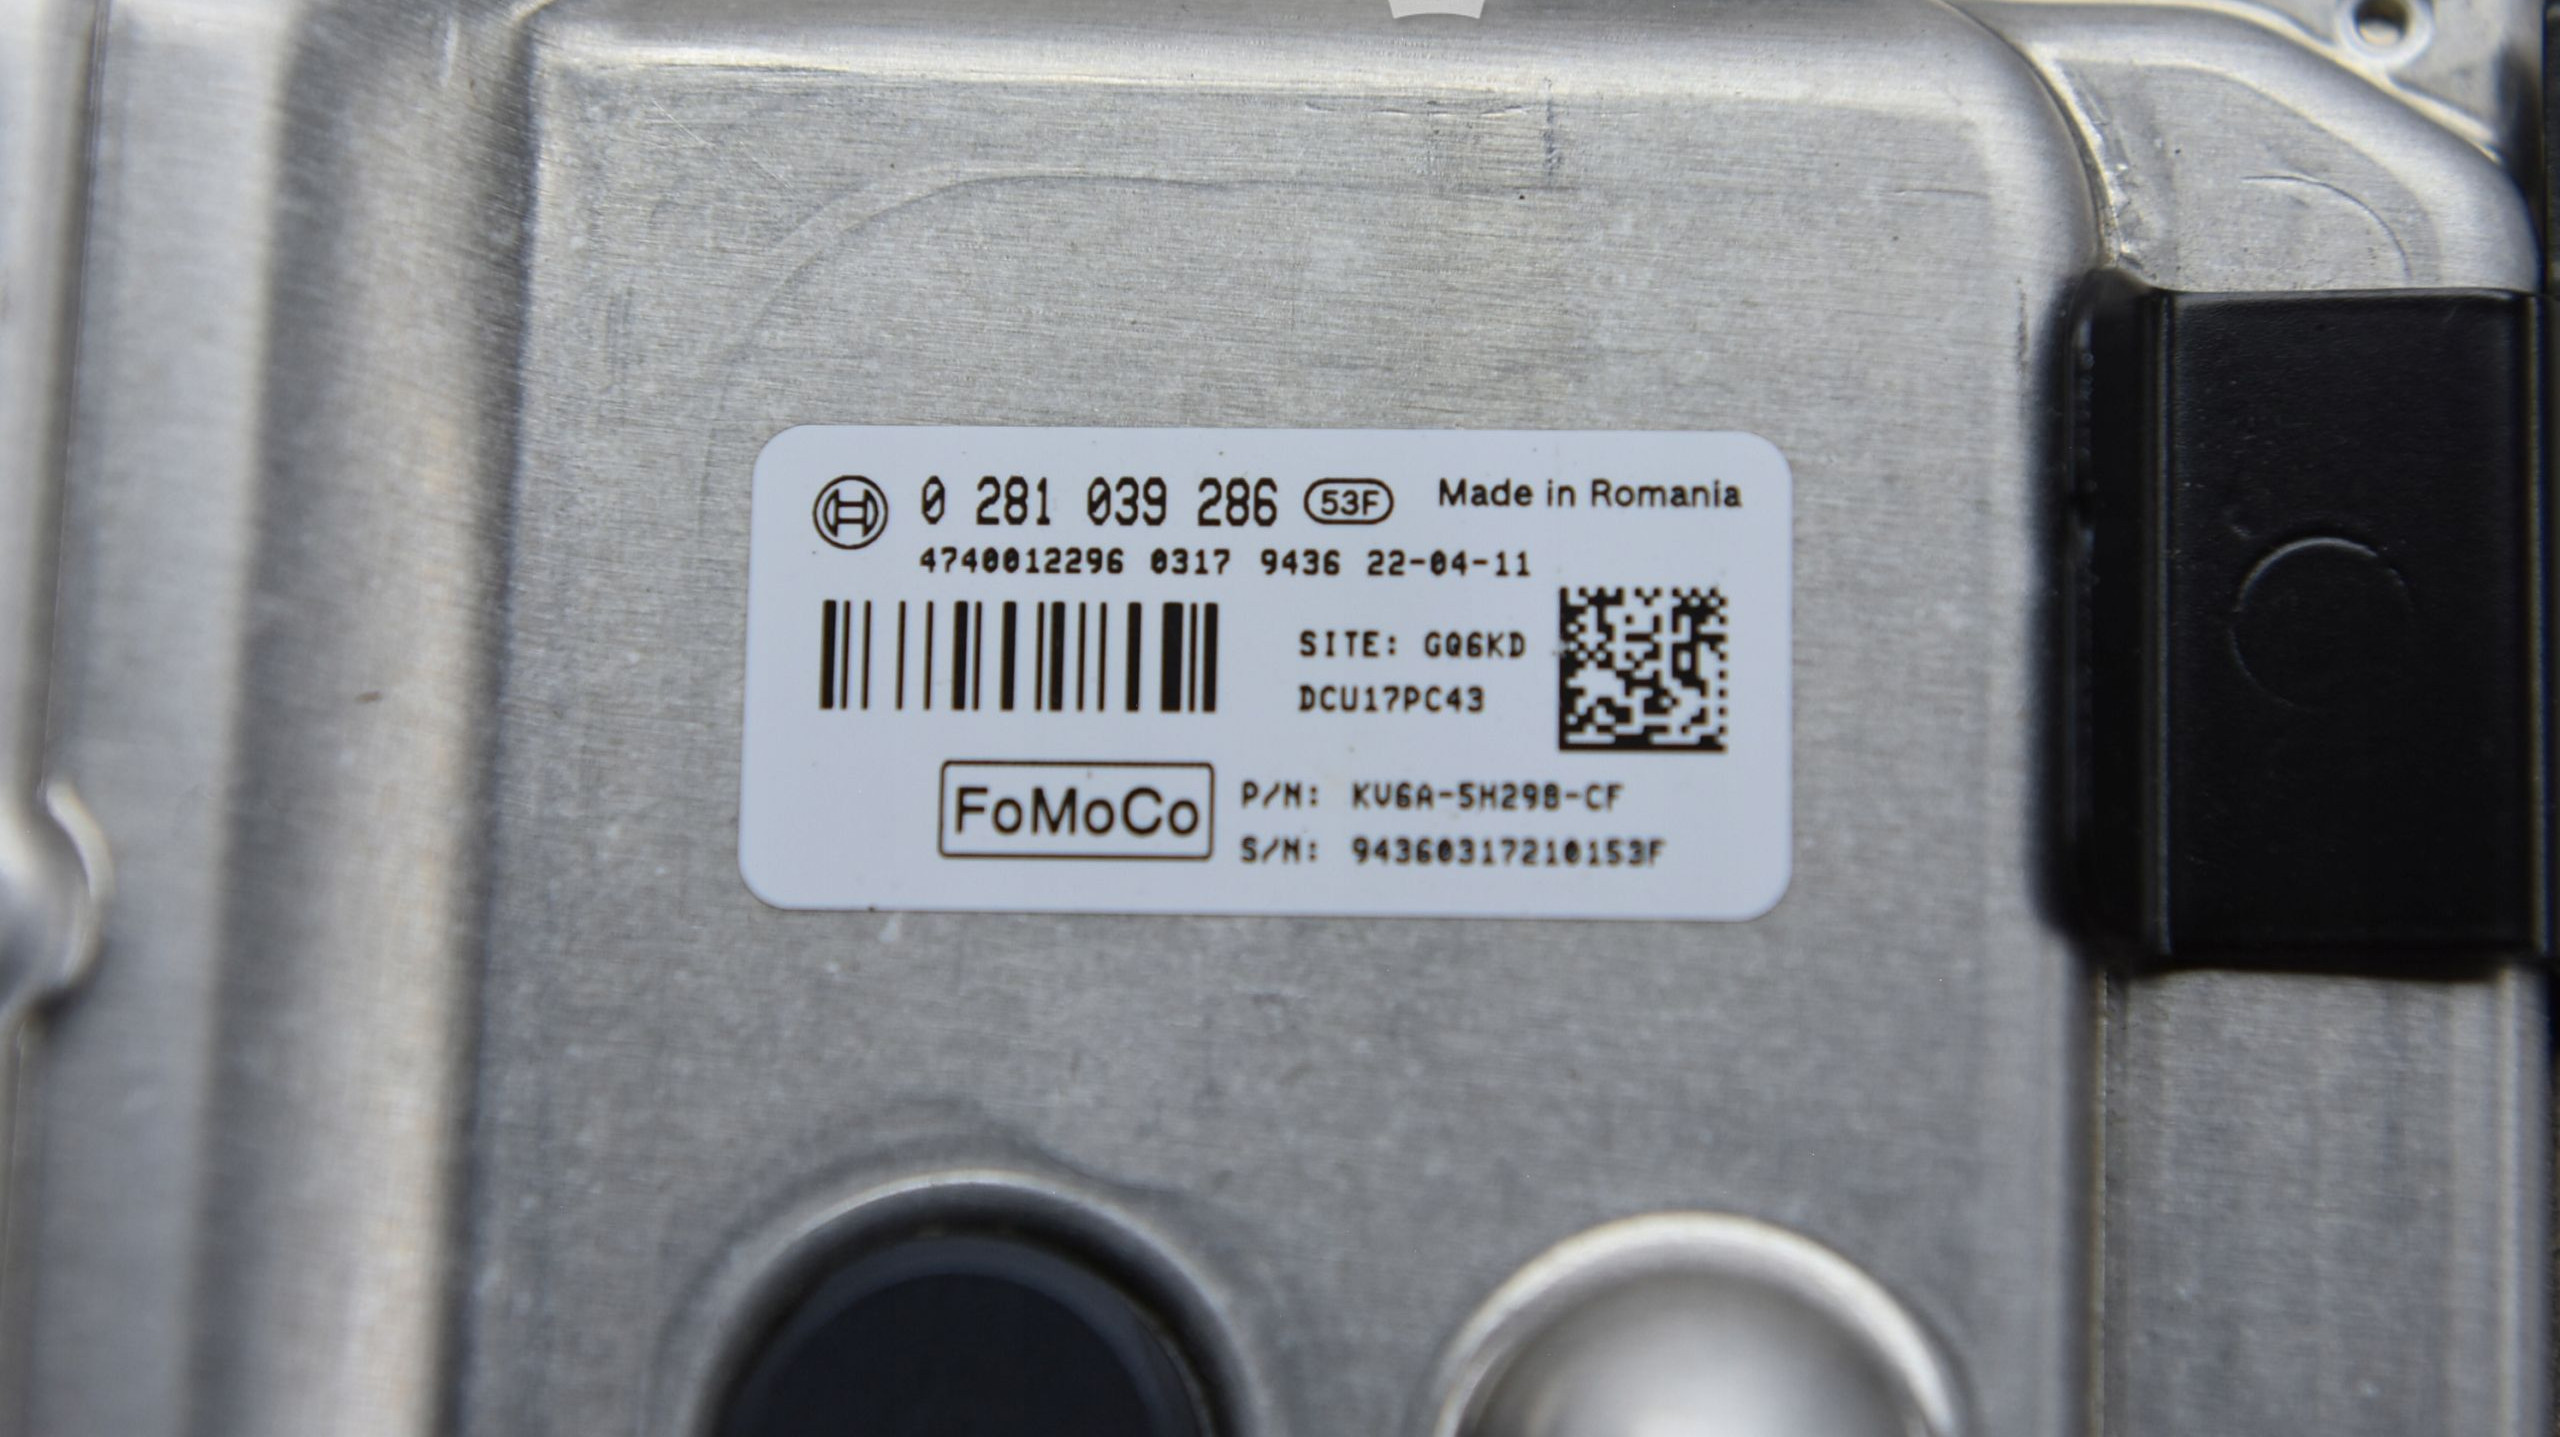 0 281 039 286 53F Made in Romania
4740012296 0317 9436 22-04-11
SITE: GQ6KD
DCU17PC43
FoMoCo
P/N: KV6A-5H298-CF
S/N: 94360317210153F